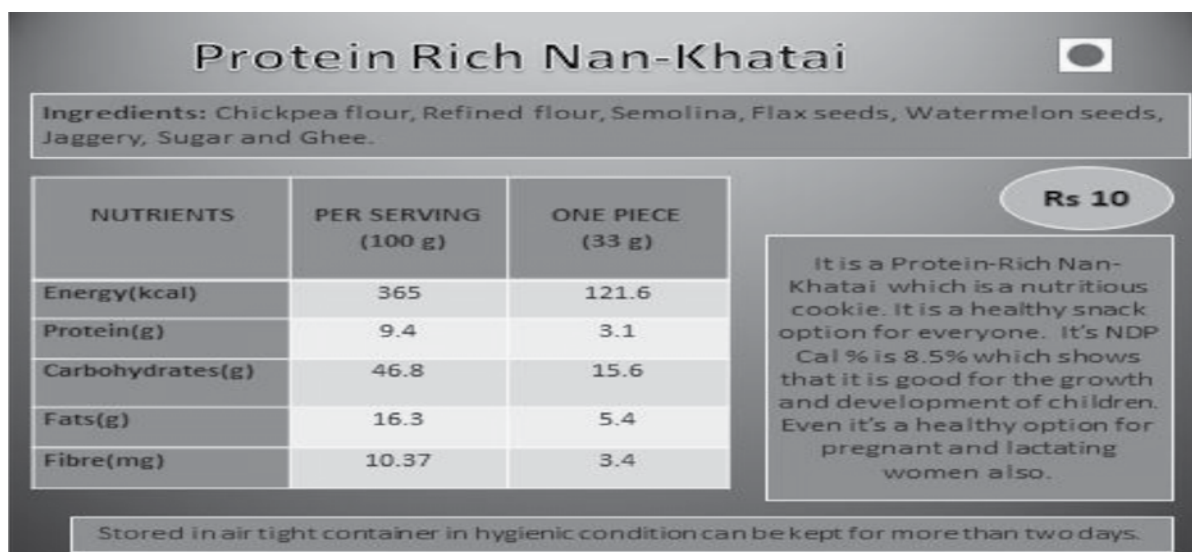 Protein Rich Nan-Khatai
Ingredients: Chickpea flour, Refined flour, Semolina, Flax seeds, Watermelon seeds,
Jaggery, Sugar and Ghee.
NUTRIENTS PER SERVING (100 g) ONE PIECE (33 g)
Energy(kcal) 365 121.6
Protein(g) 9.4 3.1
Carbohydrates(g) 46.8 15.6
Fats(g) 16.3 5.4
Fibre(mg) 10.37 3.4
Rs 10
It is a Protein-Rich Nan-
Khatai which is a nutritious
cookie. It is a healthy snack
option for everyone. It's NDP
Cal % is 8.5% which shows
that it is good for the growth
and development of children.
Even it's a healthy option for
pregnant and lactating
women also.
Stored in air tight container in hygienic condition can be kept for more than two days.